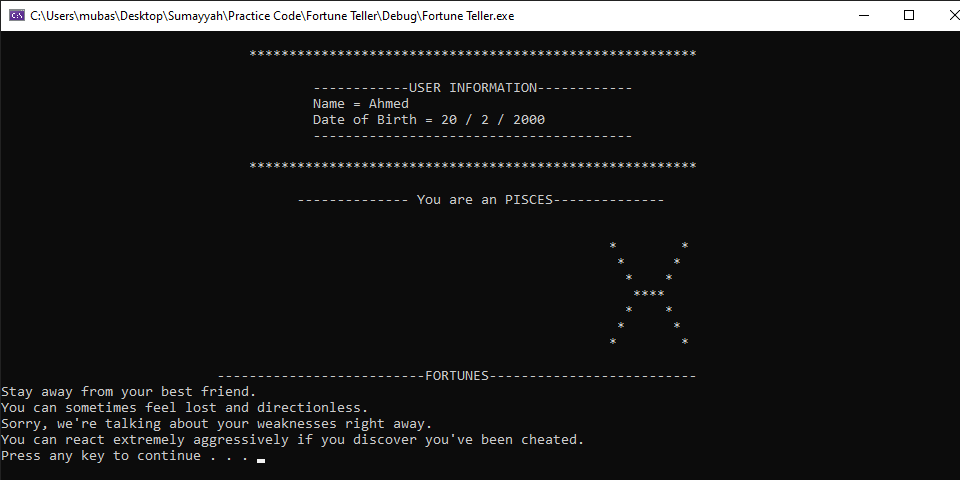 C:\Users\mubas\Desktop\Sumayyah\Practice Code\Fortune Teller\Debug\Fortune Teller.exe
********************************************************
------------USER INFORMATION------------
Name = Ahmed
Date of Birth = 20 / 2 / 2000
----------------------------------------
********************************************************
-------------- You are an PISCES--------------
*        *
*      *
*    *
****
*    *
*      *
*        *
--------------------------FORTUNES--------------------------
Stay away from your best friend.
You can sometimes feel lost and directionless.
Sorry, we're talking about your weaknesses right away.
You can react extremely aggressively if you discover you've been cheated.
Press any key to continue . . .